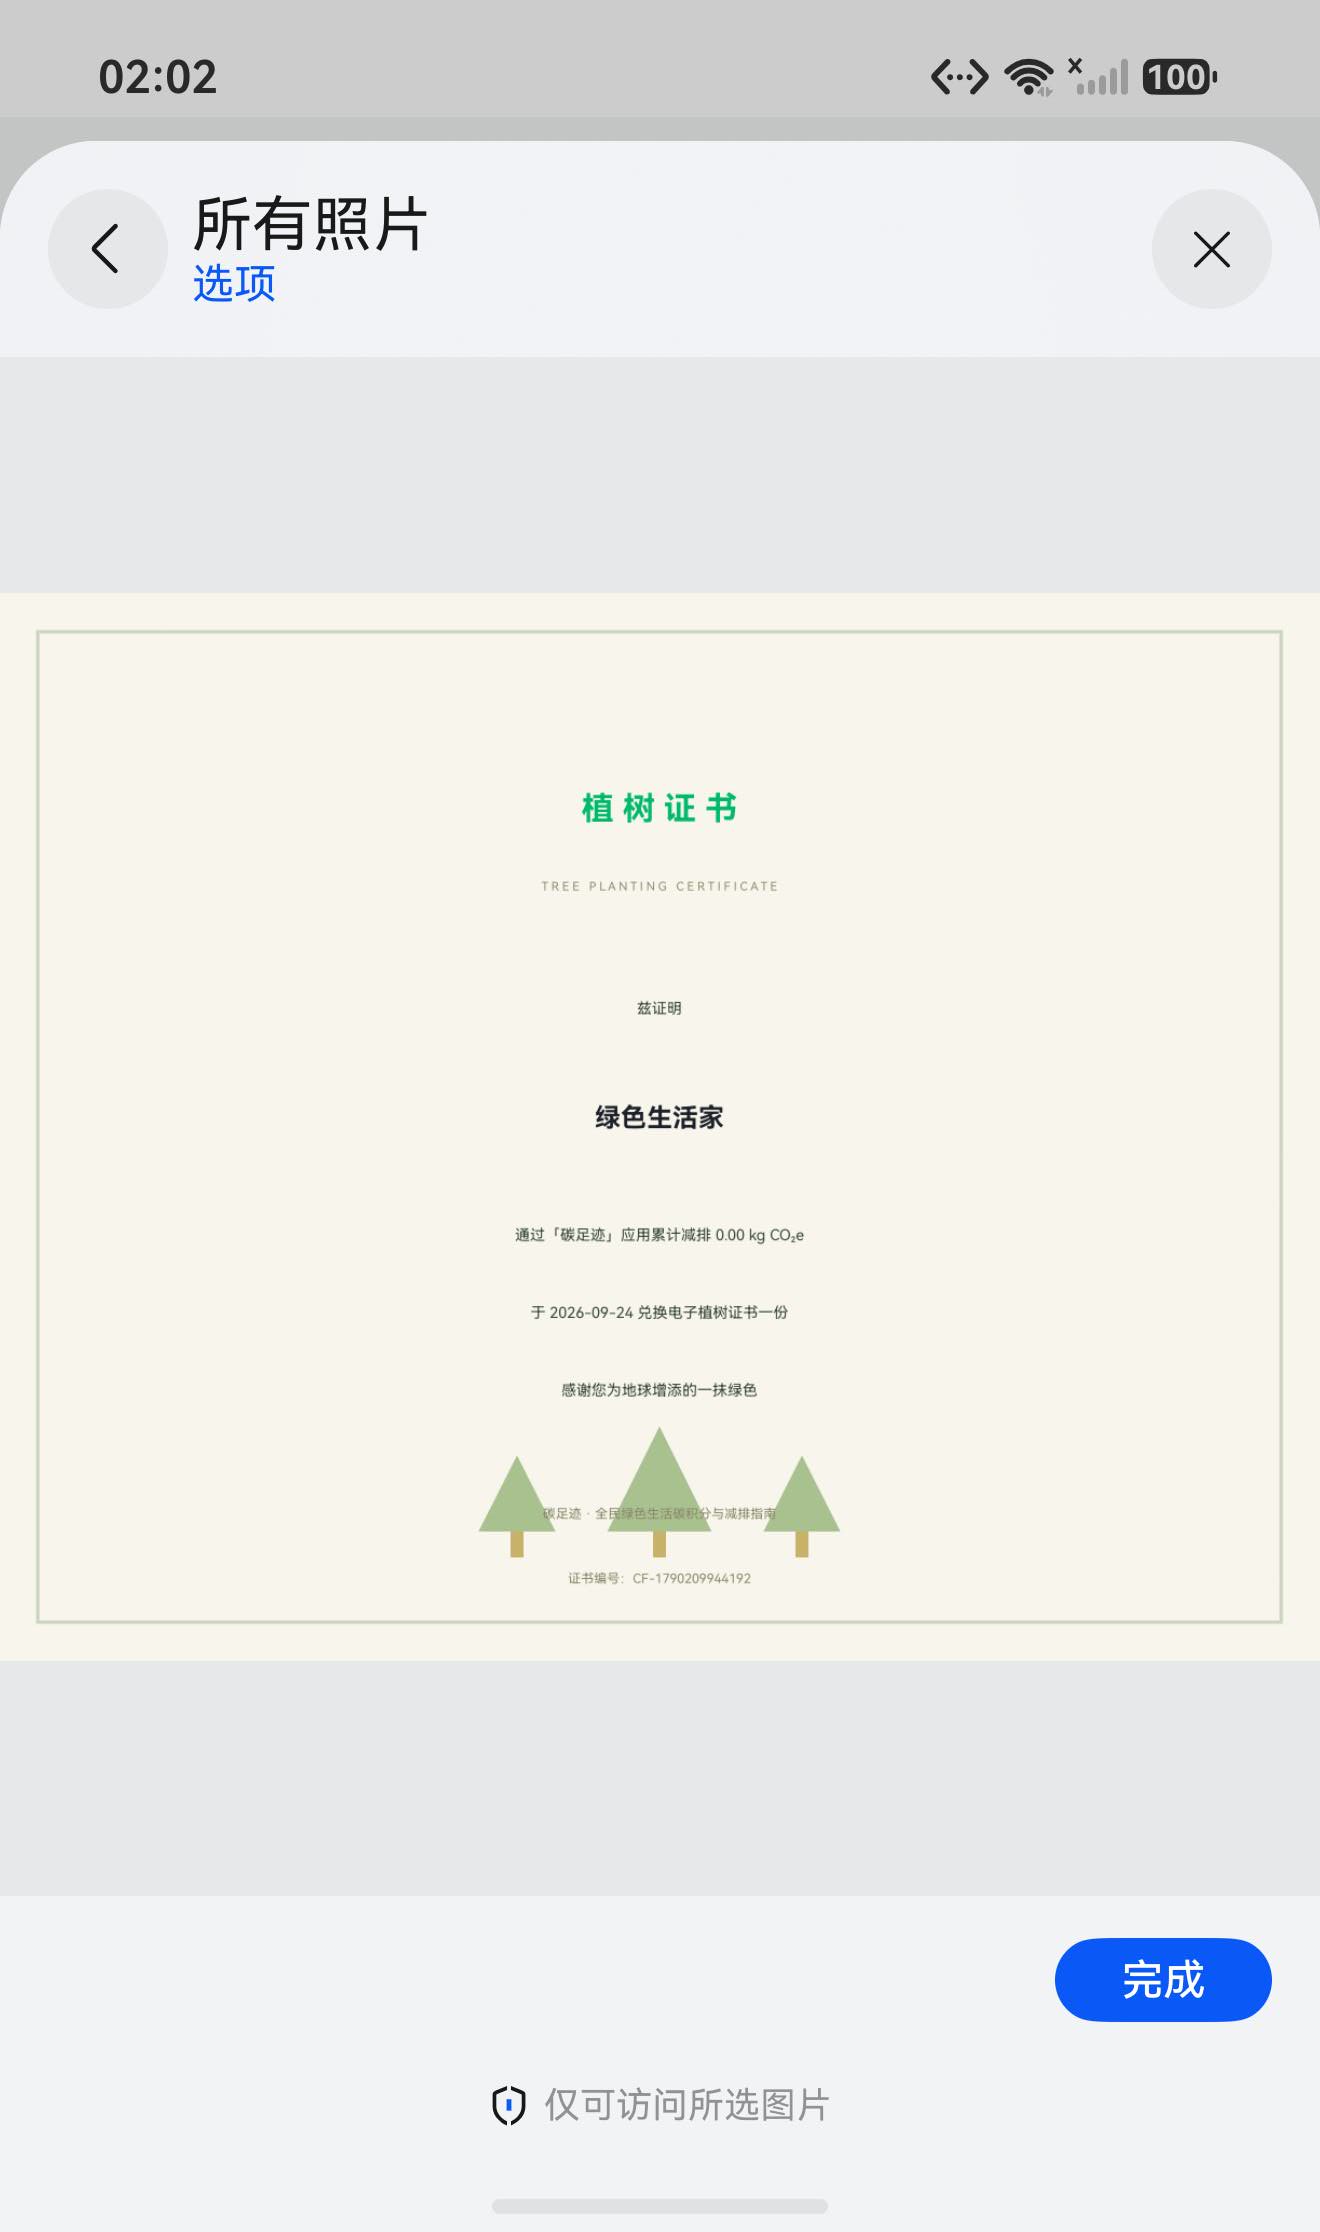 02:02
100
所有照片
选项
植树证书
TREE PLANTING CERTIFICATE
兹证明
绿色生活家
通过「碳足迹」应用累计减排 0.00 kg CO₂e
于 2026-09-24 兑换电子植树证书一份
感谢您为地球增添的一抹绿色
碳足迹 · 全民绿色生活碳积分与减排指南
证书编号：CF-1790209944192
完成
仅可访问所选图片